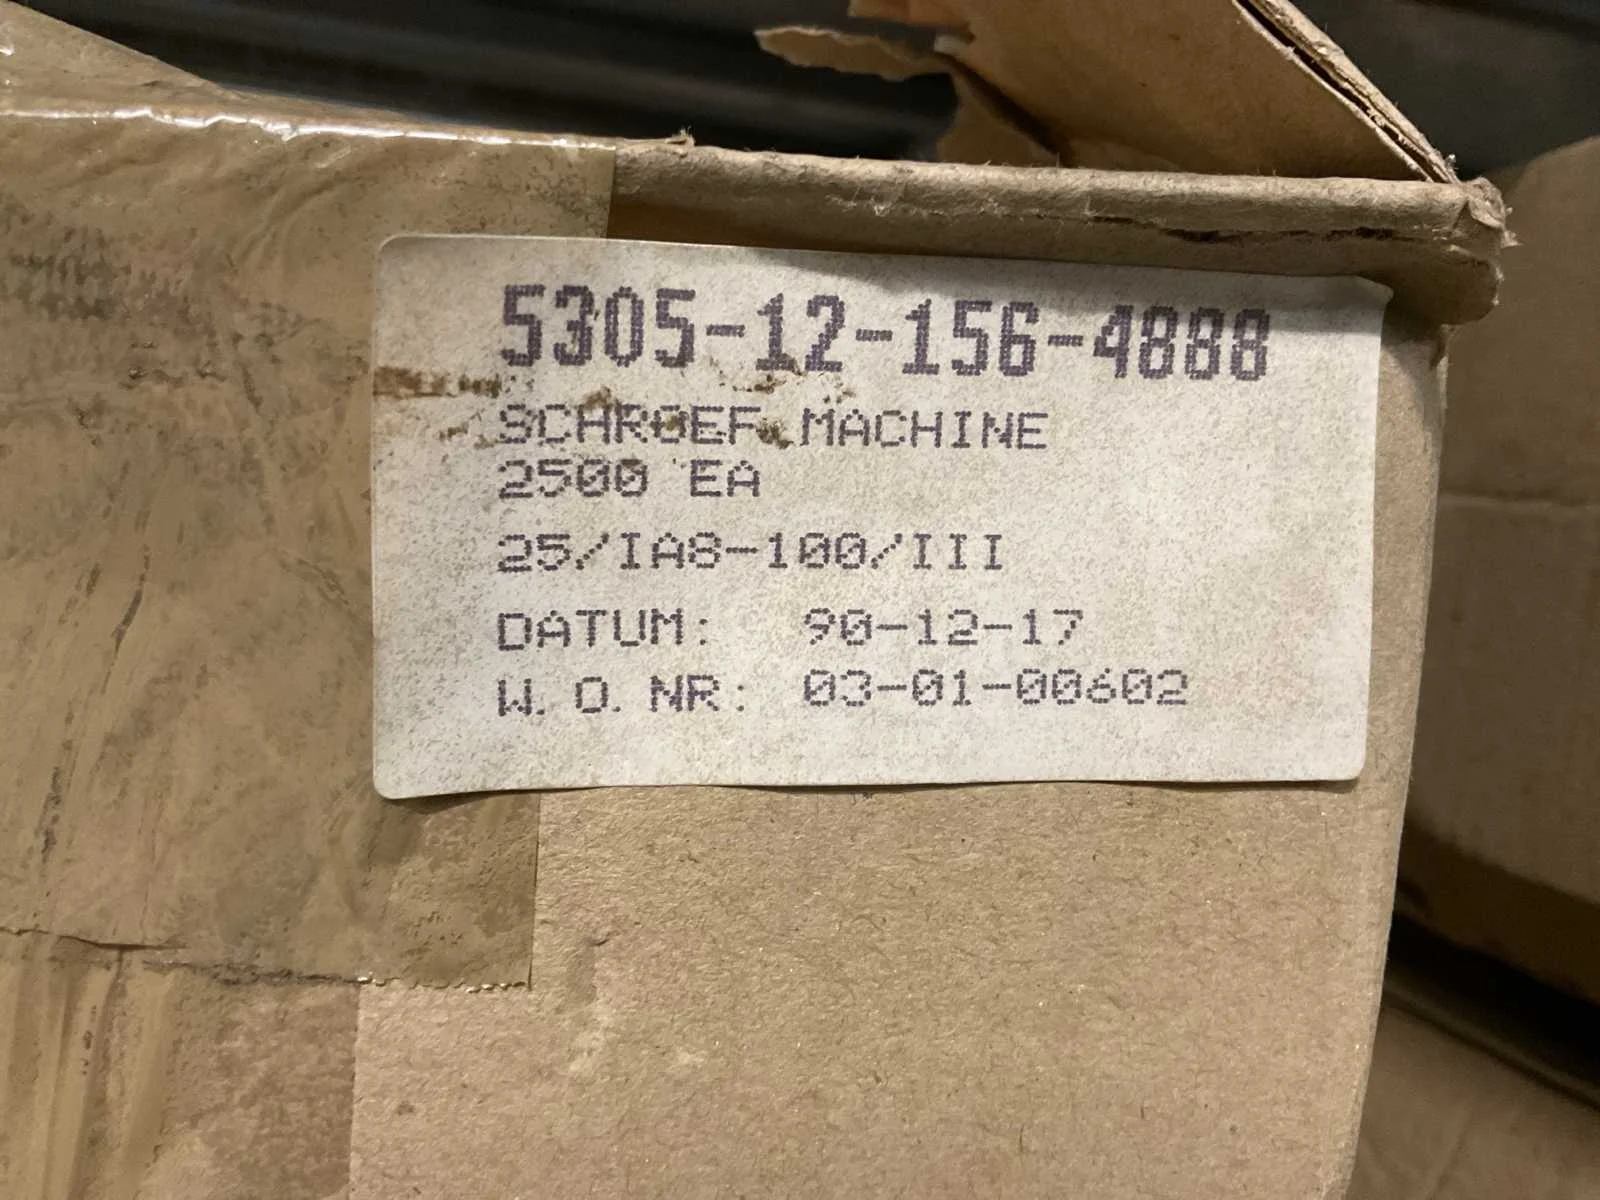 5305-12-156-4888
SCHROEF MACHINE
2500 EA
25/IA8-100/III
DATUM: 90-12-17
W.O.NR: 03-01-00602